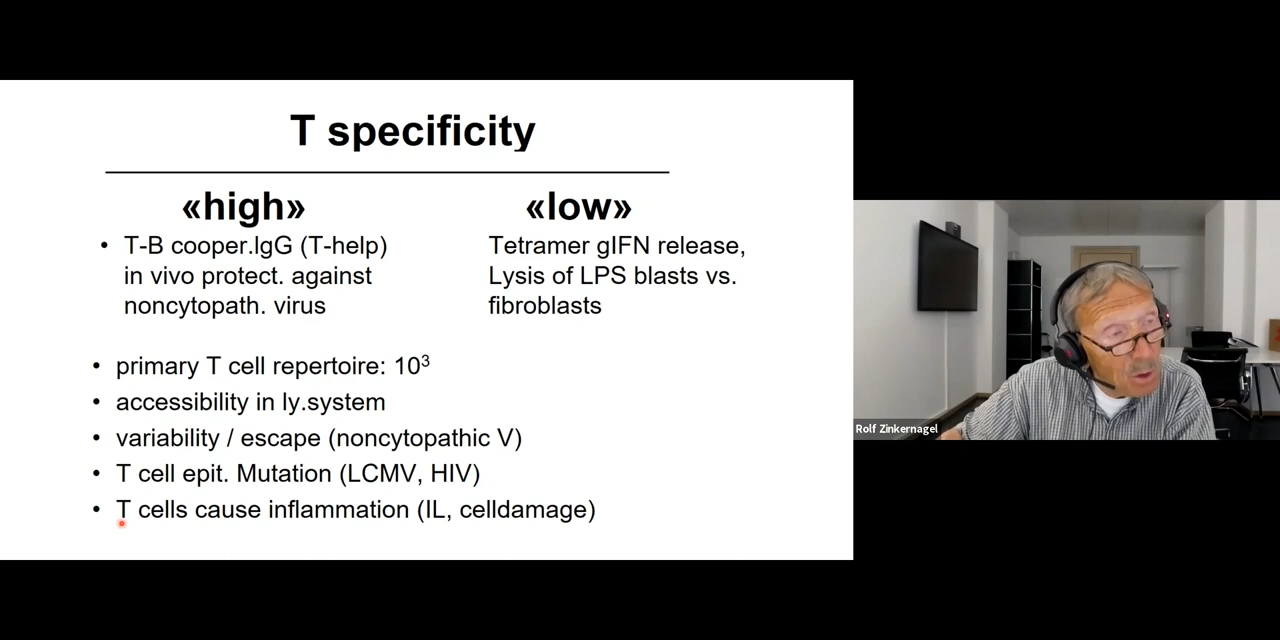 T specificity
«high»
«low»
• T-B cooper.IgG (T-help)
in vivo protect. against
noncytopath. virus
Tetramer gIFN release,
Lysis of LPS blasts vs.
fibroblasts
• primary T cell repertoire: 10³
• accessibility in ly.system
• variability / escape (noncytopathic V)
• T cell epit. Mutation (LCMV, HIV)
• T cells cause inflammation (IL, celldamage)
Rolf Zinkernagel